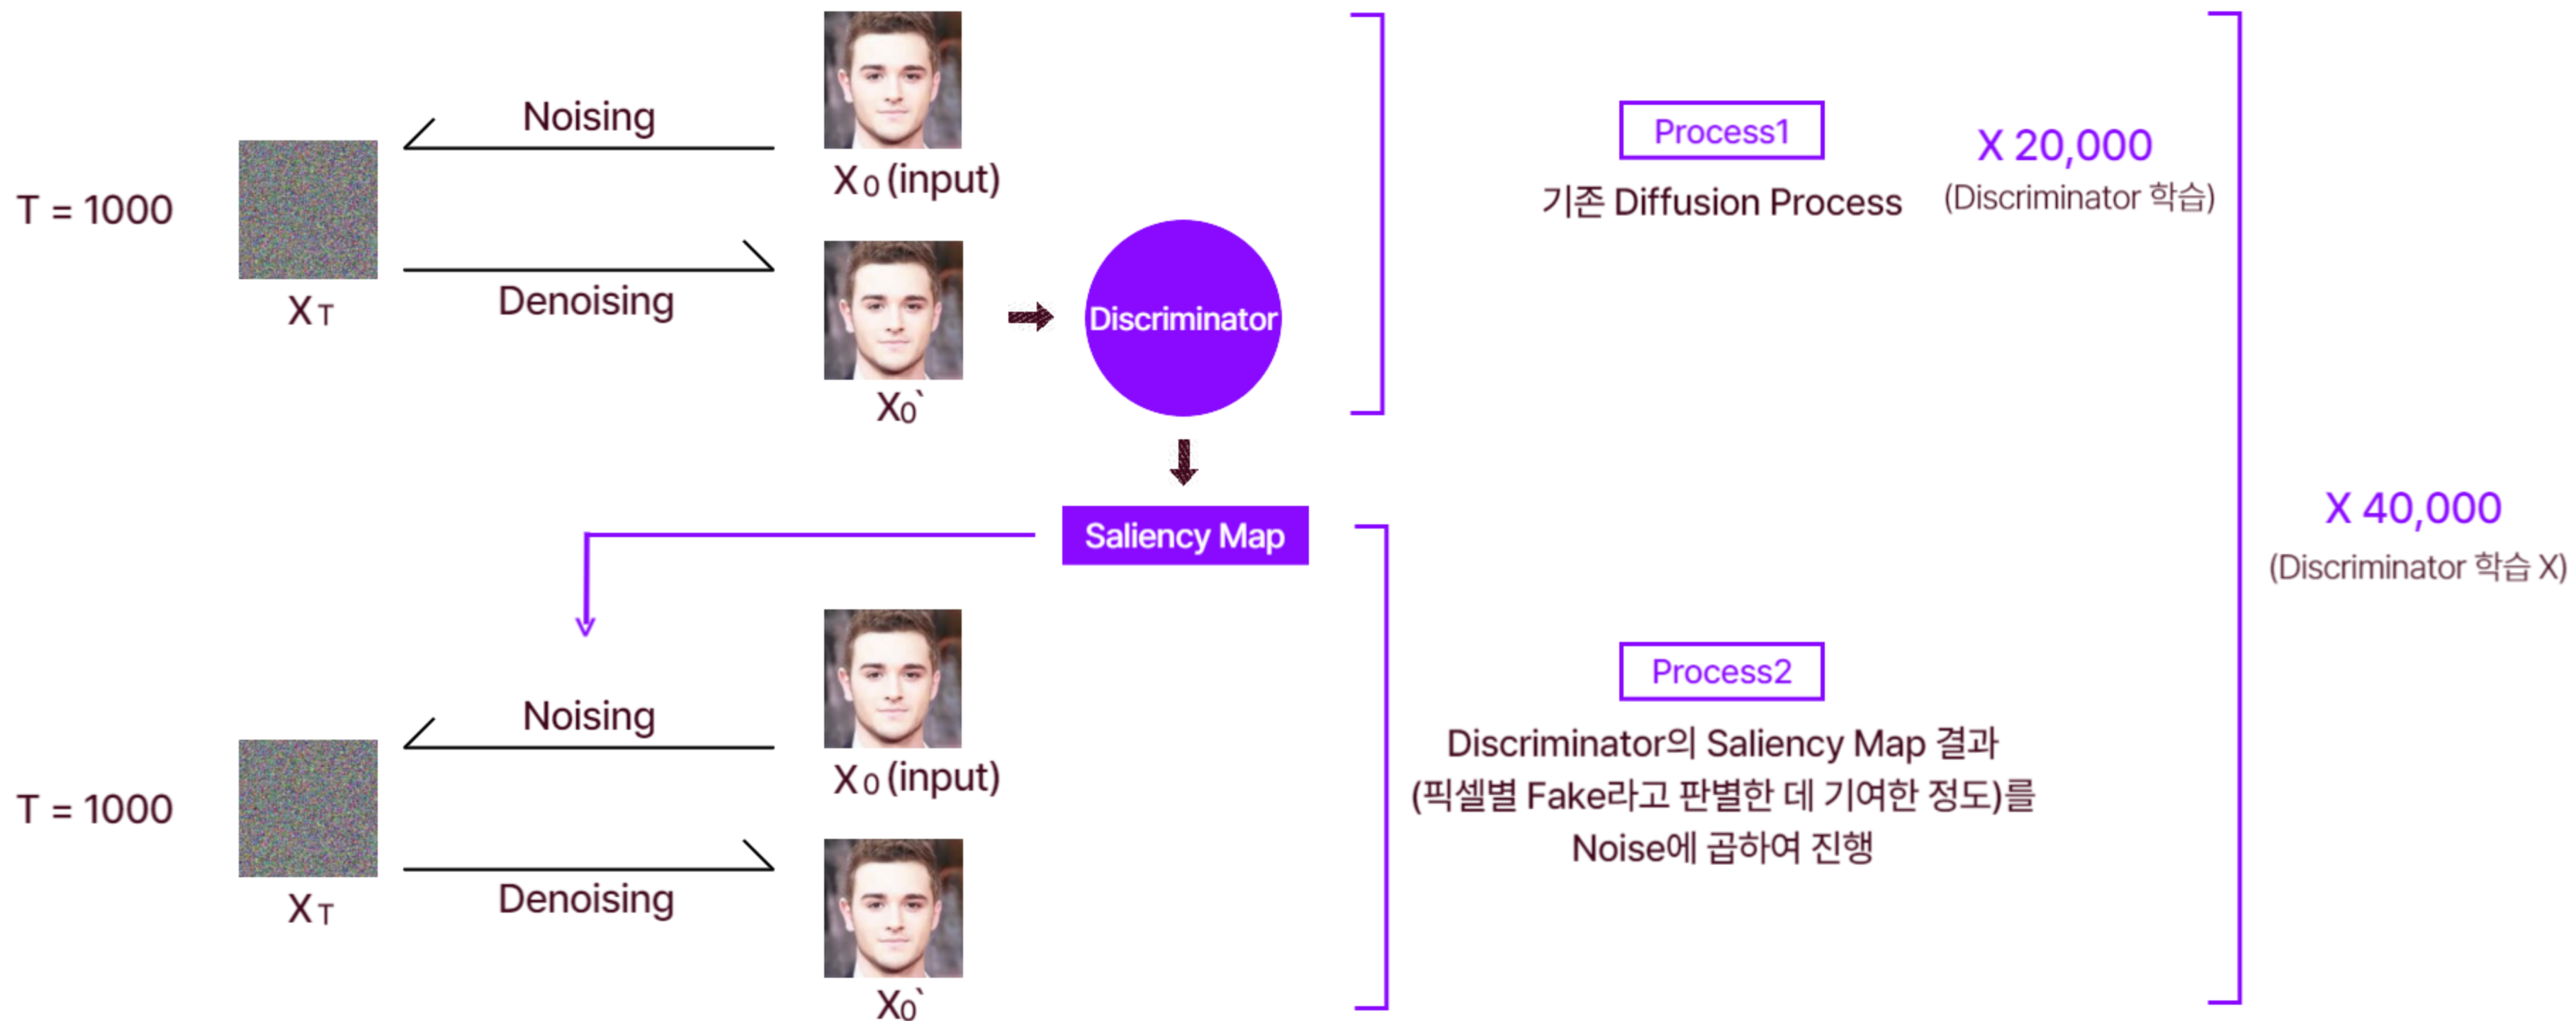 Noising
X 0 (input)
T = 1000
X T
Denoising
X0`
Discriminator
Process1
기존 Diffusion Process
X 20,000
(Discriminator 학습)
Saliency Map
Noising
X 0 (input)
T = 1000
X T
Denoising
X0`
Process2
Discriminator의 Saliency Map 결과
(픽셀별 Fake라고 판별한 데 기여한 정도)를
Noise에 곱하여 진행
X 40,000
(Discriminator 학습 X)